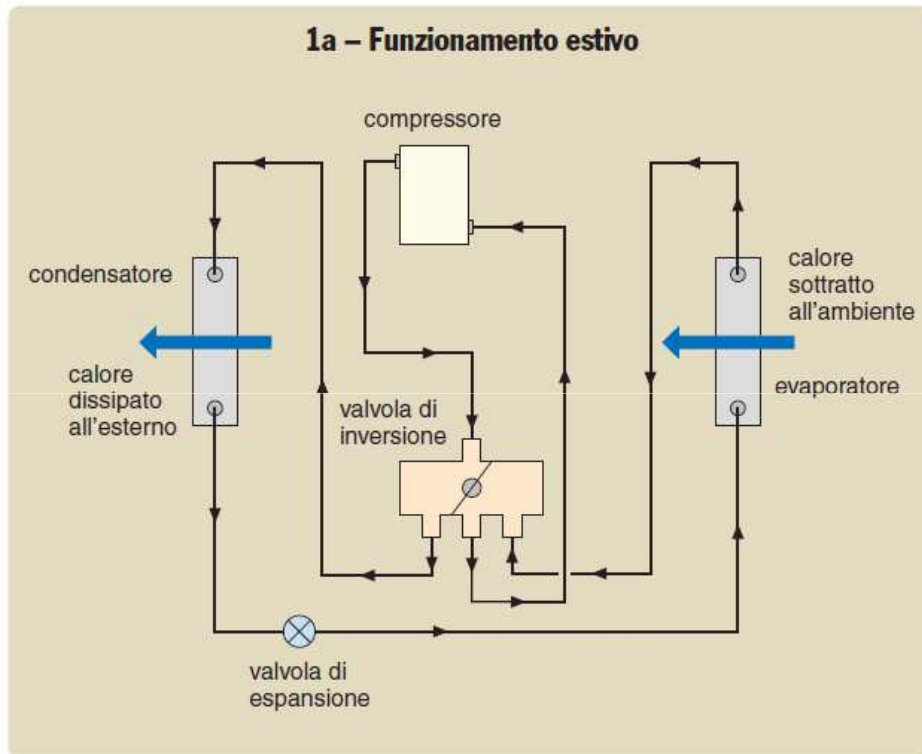 1a – Funzionamento estivo
compressore
condensatore
calore
dissipato
all'esterno
valvola di
inversione
calore
sottratto
all'ambiente
evaporatore
valvola di
espansione